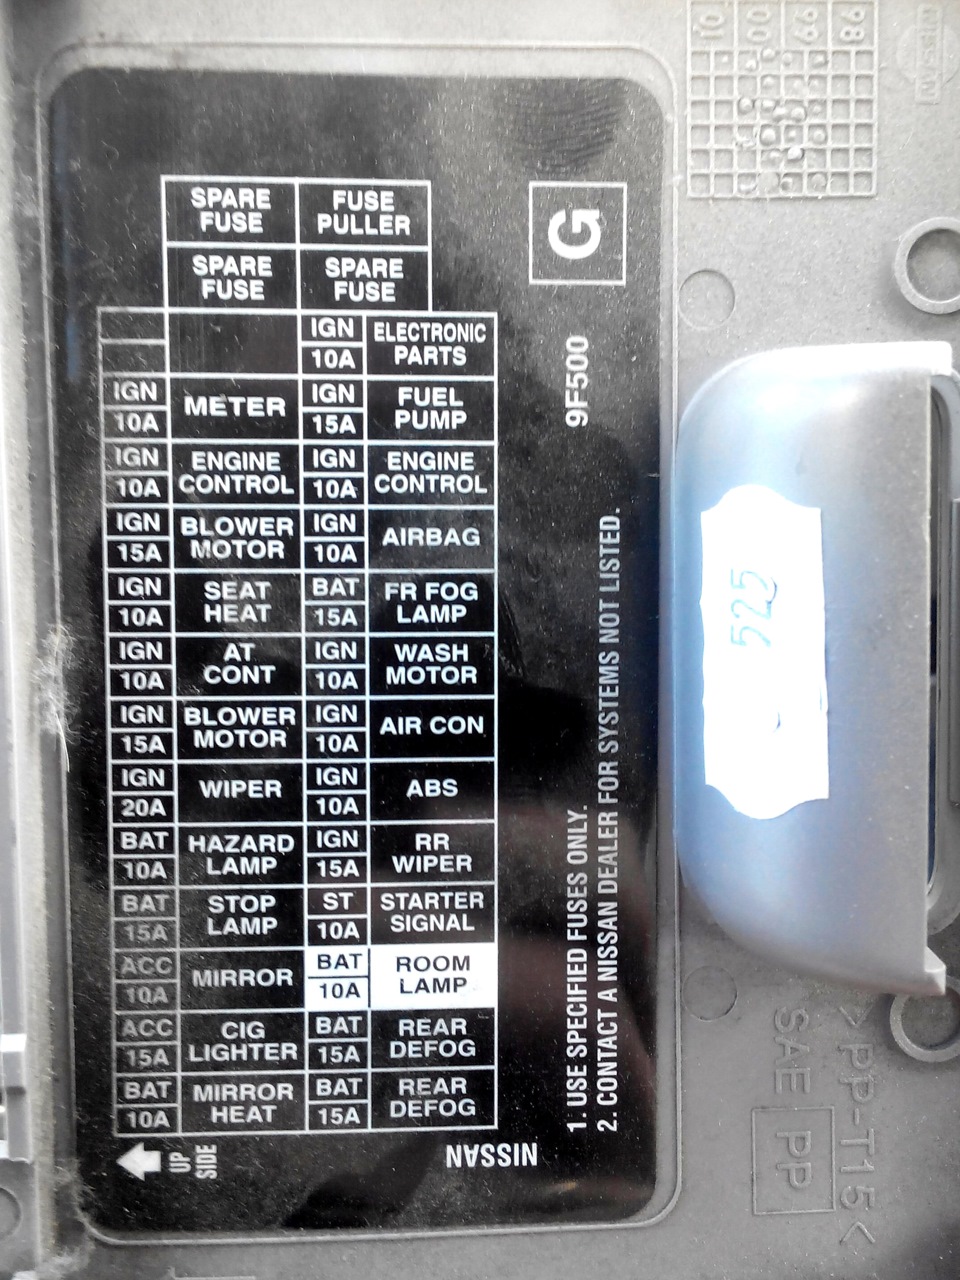 SPARE FUSE FUSE PULLER
SPARE FUSE SPARE FUSE
IGN 10A ELECTRONIC PARTS
IGN 10A METER IGN 15A FUEL PUMP
IGN 10A ENGINE CONTROL IGN 10A ENGINE CONTROL
IGN 15A BLOWER MOTOR IGN 10A AIRBAG
IGN 10A SEAT HEAT BAT 15A FR FOG LAMP
IGN 10A AT CONT IGN 10A WASH MOTOR
IGN 15A BLOWER MOTOR IGN 10A AIR CON
IGN 20A WIPER IGN 10A ABS
BAT 10A HAZARD LAMP IGN 15A RR WIPER
BAT 15A STOP LAMP ST 10A STARTER SIGNAL
ACC 10A MIRROR BAT 10A ROOM LAMP
ACC 15A CIG LIGHTER BAT 15A REAR DEFOG
BAT 10A MIRROR HEAT BAT 15A REAR DEFOG
UP SIDE
NISSAN
G
9F500
1. USE SPECIFIED FUSES ONLY.
2. CONTACT A NISSAN DEALER FOR SYSTEMS NOT LISTED.
525
98
99
00
01
NISSAN
>PP-T15<
SAE PP